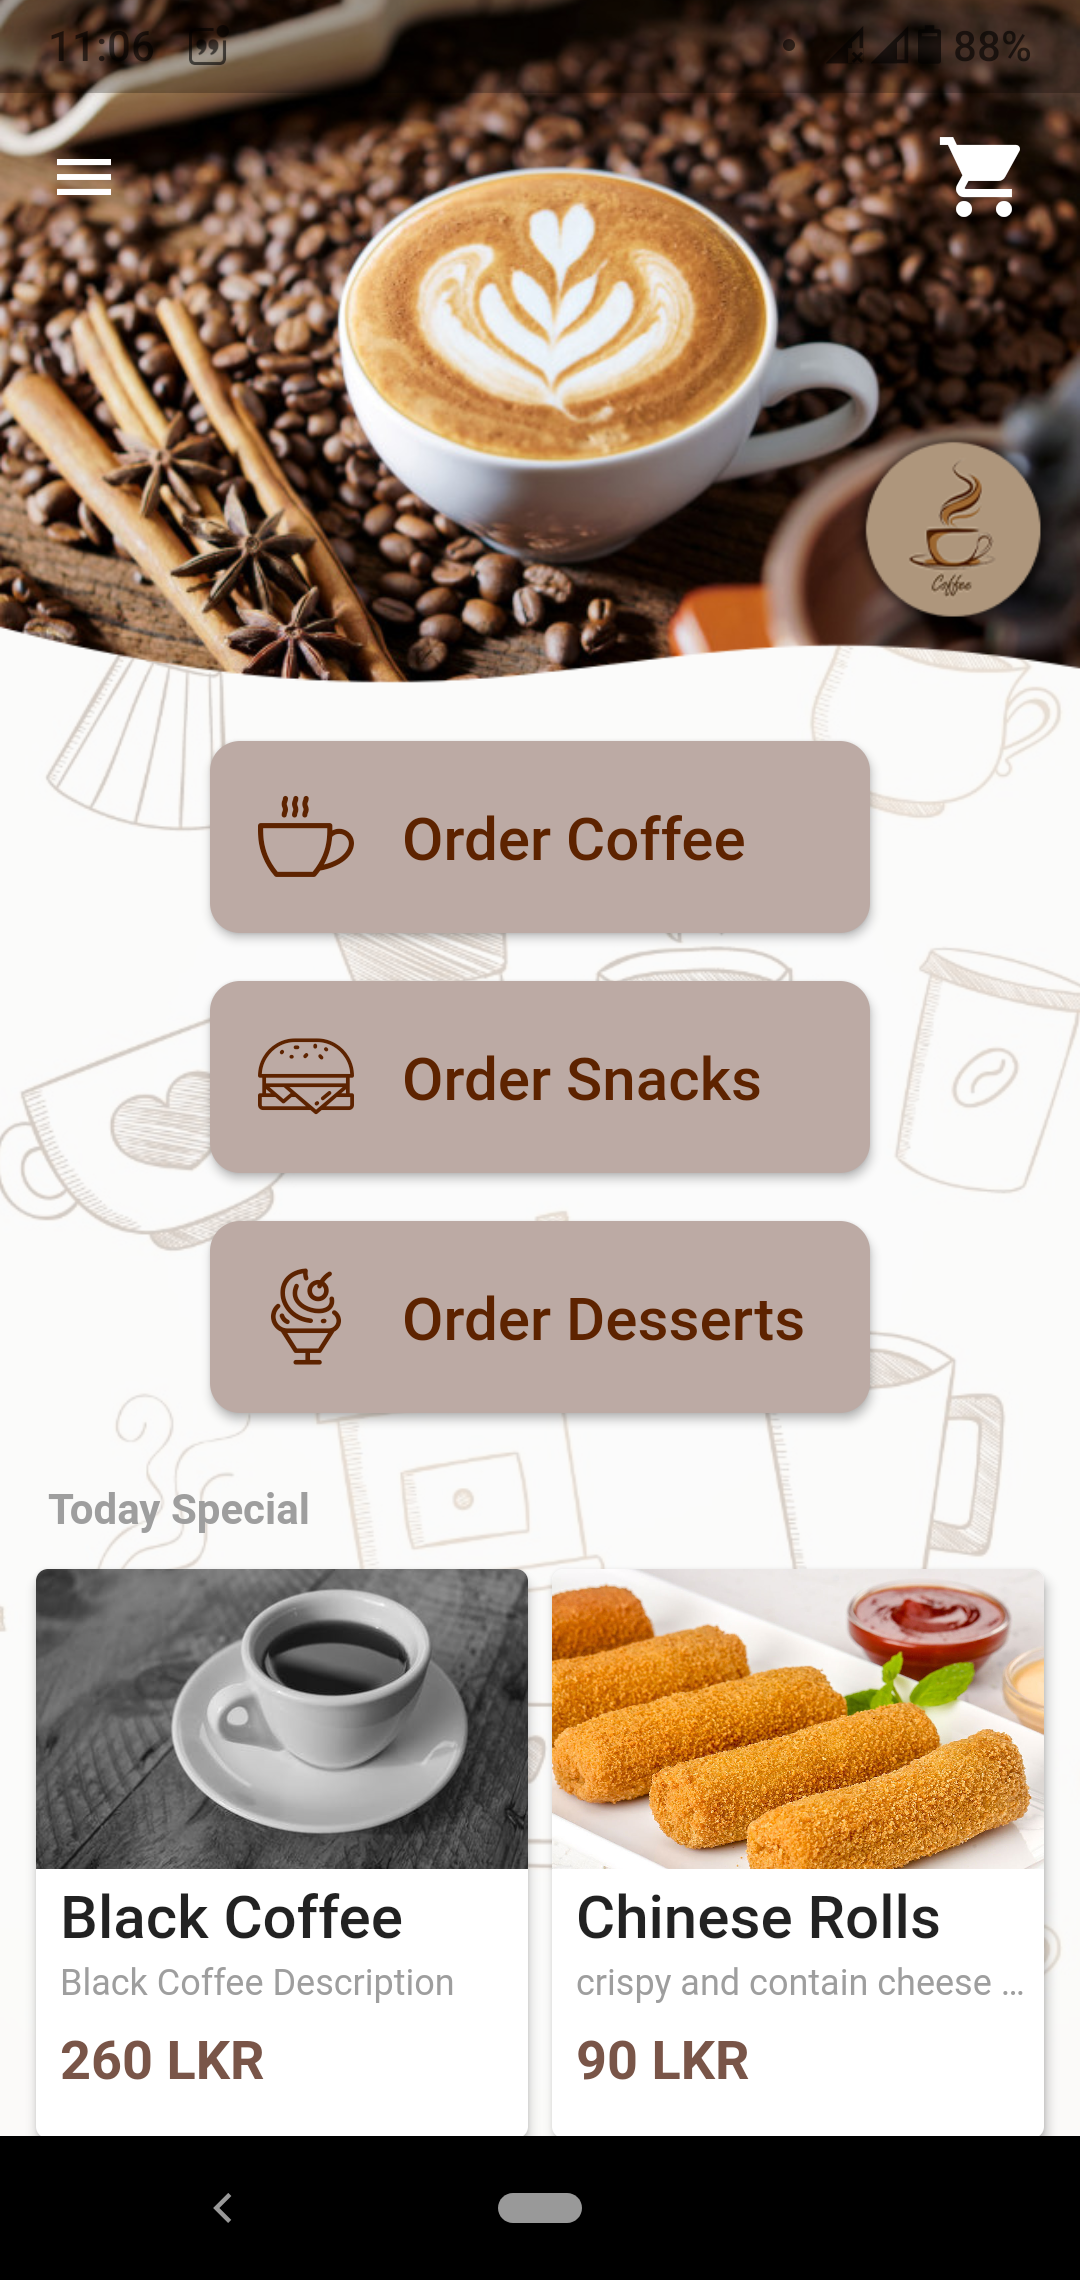 11:06
88%
Coffee
Order Coffee
Order Snacks
Order Desserts
Today Special
Black Coffee
Black Coffee Description
260 LKR
Chinese Rolls
crispy and contain cheese ...
90 LKR